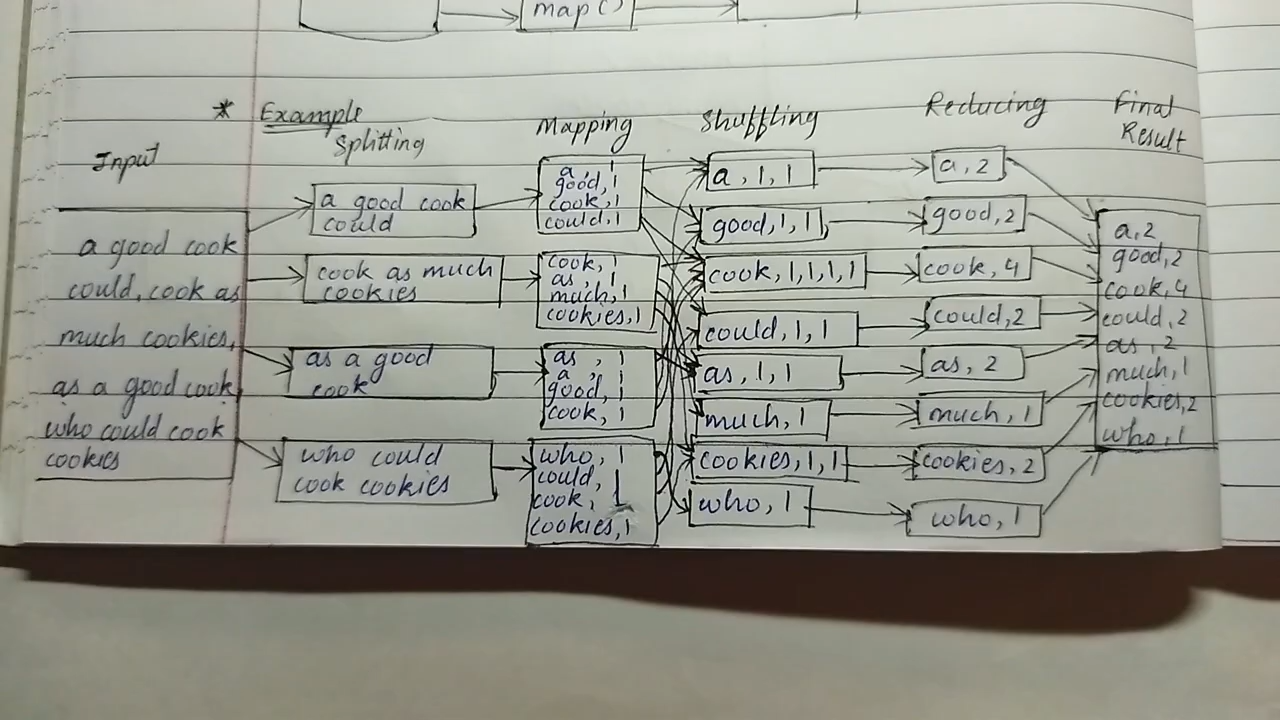 map()
* Example
Input
Splitting
Mapping
Shuffling
Reducing
Final
Result
a good cook
could, cook as
much cookies,
as a good cook,
who could cook
cookies
a good cook
could
cook as much
cookies
as a good
cook
who could
cook cookies
a, 1
good, 1
cook, 1
could, 1
cook, 1
as, 1
much, 1
cookies, 1
as, 1
a, 1
good, 1
cook, 1
who, 1
could, 1
cook, 1
cookies, 1
a, 1, 1
good, 1, 1
cook, 1, 1, 1, 1
could, 1, 1
as, 1, 1
much, 1
cookies, 1, 1
who, 1
a, 2
good, 2
cook, 4
could, 2
as, 2
much, 1
cookies, 2
who, 1
a, 2
good, 2
cook, 4
could, 2
as, 2
much, 1
cookies, 2
who, 1